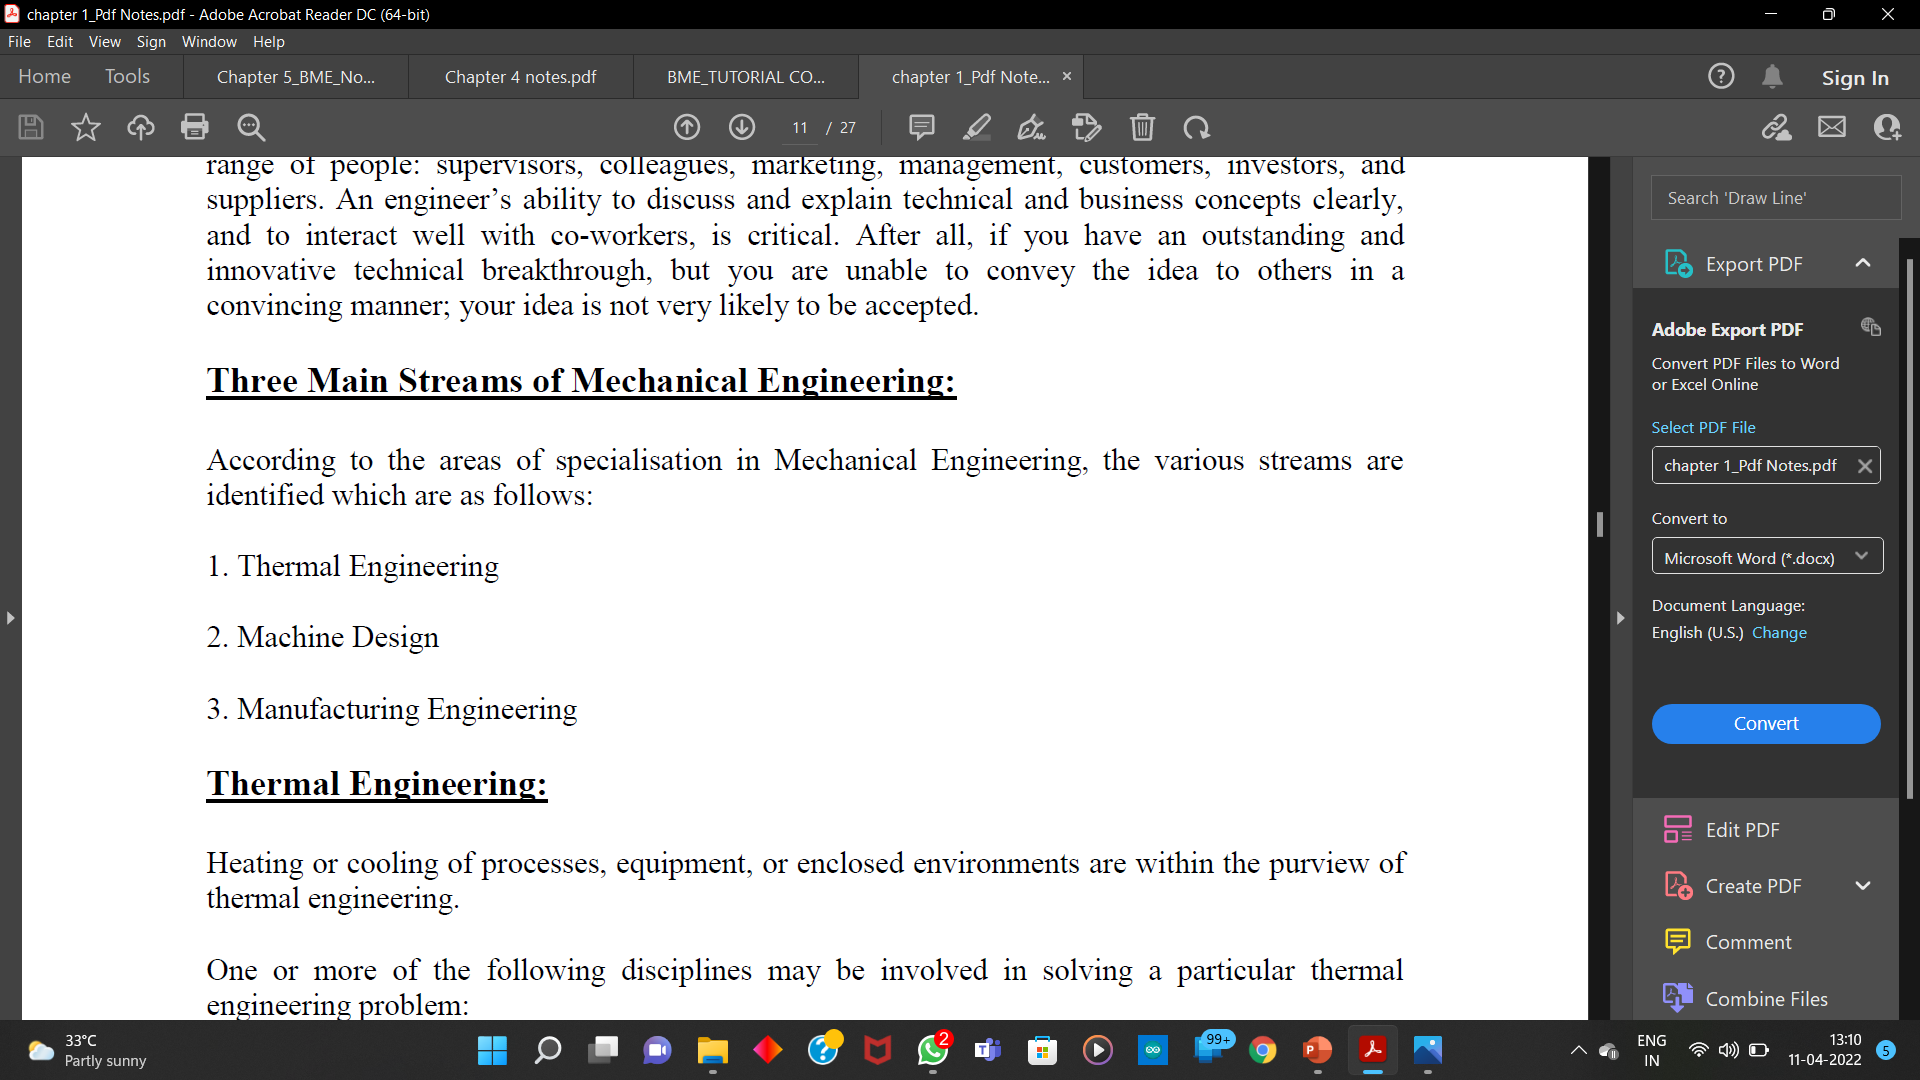 chapter 1_Pdf Notes.pdf - Adobe Acrobat Reader DC (64-bit)
File Edit View Sign Window Help
Home Tools Chapter 5_BME_No... Chapter 4 notes.pdf BME_TUTORIAL CO... chapter 1_Pdf Note... × Sign In
11 / 27
range of people: supervisors, colleagues, marketing, management, customers, investors, and
suppliers. An engineer’s ability to discuss and explain technical and business concepts clearly,
and to interact well with co-workers, is critical. After all, if you have an outstanding and
innovative technical breakthrough, but you are unable to convey the idea to others in a
convincing manner; your idea is not very likely to be accepted.
Three Main Streams of Mechanical Engineering:
According to the areas of specialisation in Mechanical Engineering, the various streams are
identified which are as follows:
1. Thermal Engineering
2. Machine Design
3. Manufacturing Engineering
Thermal Engineering:
Heating or cooling of processes, equipment, or enclosed environments are within the purview of
thermal engineering.
One or more of the following disciplines may be involved in solving a particular thermal
engineering problem:
Search 'Draw Line'
Export PDF
Adobe Export PDF
Convert PDF Files to Word
or Excel Online
Select PDF File
chapter 1_Pdf Notes.pdf
Convert to
Microsoft Word (*.docx)
Document Language:
English (U.S.) Change
Convert
Edit PDF
Create PDF
Comment
Combine Files
33°C
Partly sunny
2
99+
ENG
IN
13:10
11-04-2022
5